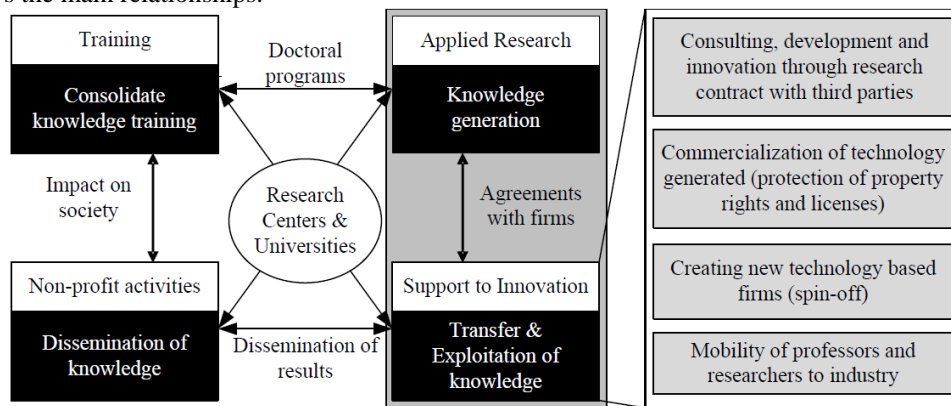 s the main relationships.
Training
Consolidate
knowledge training
Doctoral
programs
Applied Research
Knowledge
generation
Impact on
society
Research
Centers &
Universities
Agreements
with firms
Non-profit activities
Dissemination of
knowledge
Dissemination of
results
Support to Innovation
Transfer &
Exploitation of
knowledge
Consulting, development and
innovation through research
contract with third parties
Commercialization of technology
generated (protection of property
rights and licenses)
Creating new technology based
firms (spin-off)
Mobility of professors and
researchers to industry